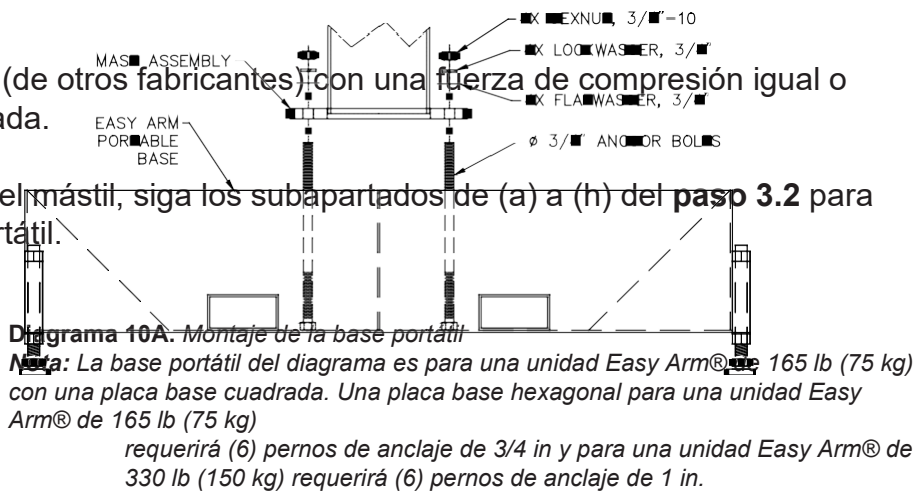 -10
ASSEMBLY
(de otros fabricantes) con una fuerza de compresión igual o
ada.
EASY ARM
BASE
el mástil, siga los subapartados de (a) a (h) del paso 3.2 para
rtátil.
Diagrama 10A. Montaje de la base portátil
Nota: La base portátil del diagrama es para una unidad Easy Arm® de 165 lb (75 kg)
con una placa base cuadrada. Una placa base hexagonal para una unidad Easy
Arm® de 165 lb (75 kg)
requerirá (6) pernos de anclaje de 3/4 in y para una unidad Easy Arm® de
330 lb (150 kg) requerirá (6) pernos de anclaje de 1 in.